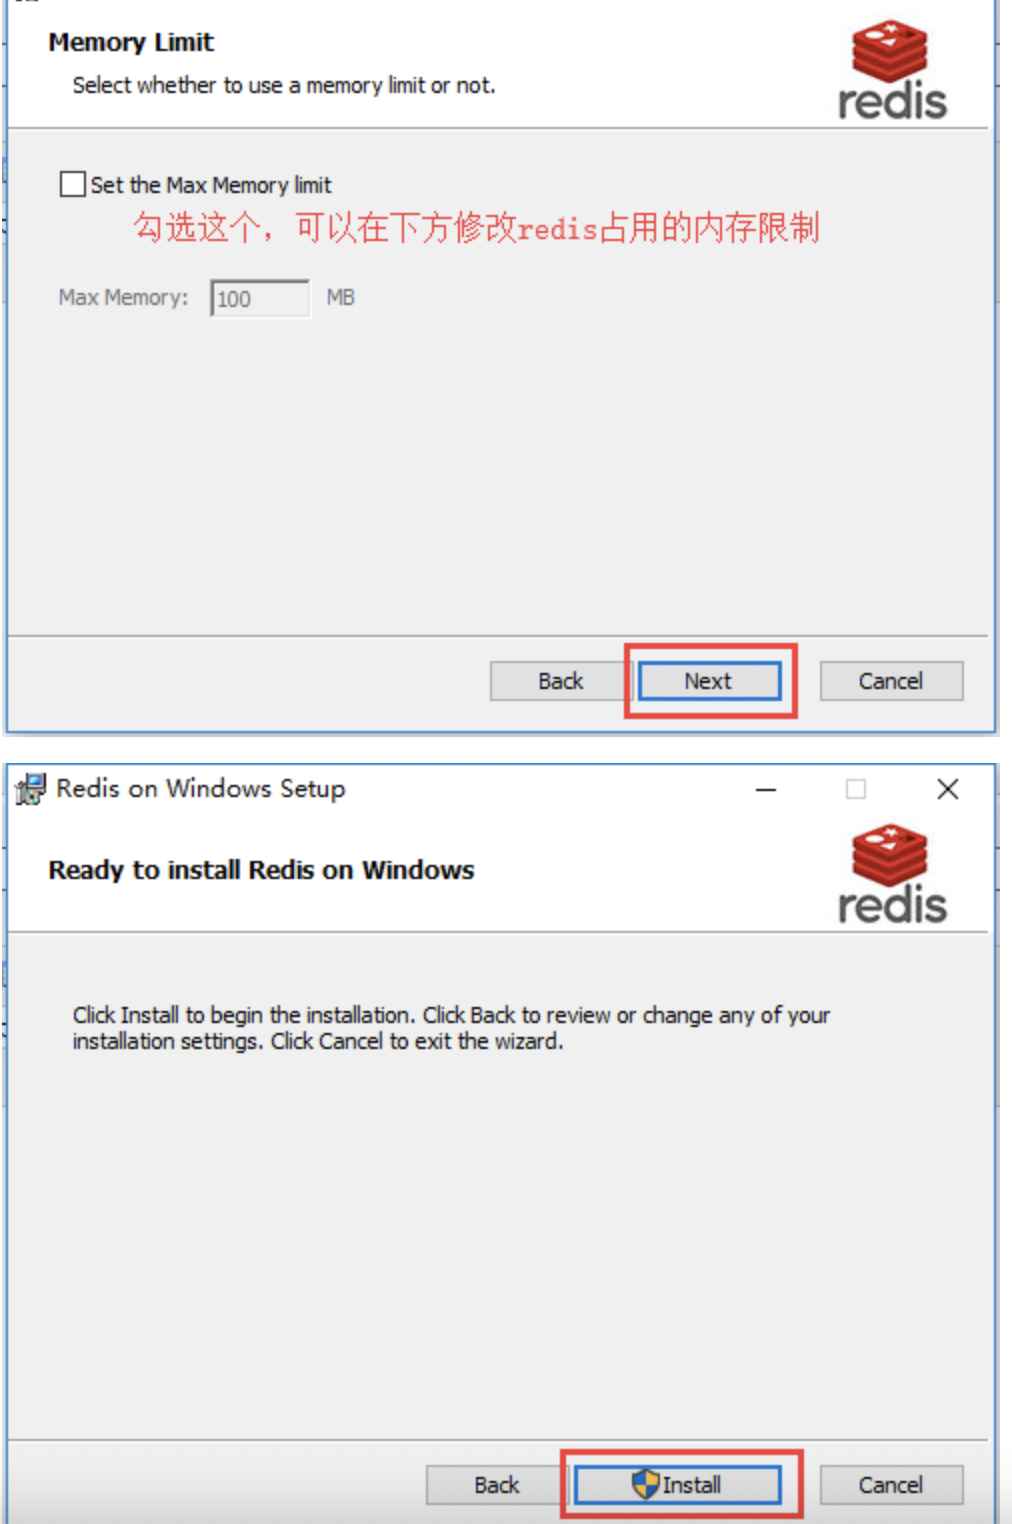 Memory Limit
Select whether to use a memory limit or not.
redis
Set the Max Memory limit
勾选这个，可以在下方修改redis占用的内存限制
Max Memory: 100 MB
Back Next Cancel
Redis on Windows Setup
Ready to install Redis on Windows
redis
Click Install to begin the installation. Click Back to review or change any of your
installation settings. Click Cancel to exit the wizard.
Back Install Cancel